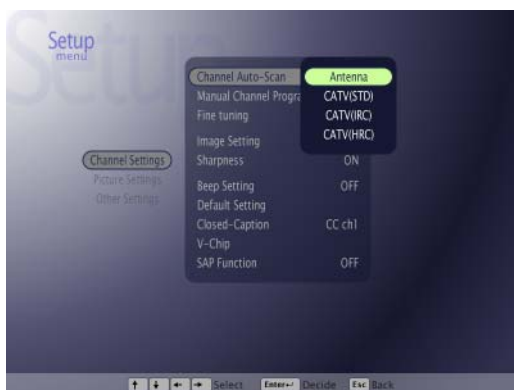 Setup
menu
Channel Auto-Scan
Antenna
Manual Channel Progra
CATV(STD)
Fine tuning
CATV(IRC)
CATV(HRC)
Image Setting
Channel Settings
Sharpness ON
Picture Settings
Beep Setting OFF
Other Settings
Default Setting
Closed-Caption CC ch1
V-Chip
SAP Function OFF
↑ ↓ ← → Select Enter↵ Decide Esc Back